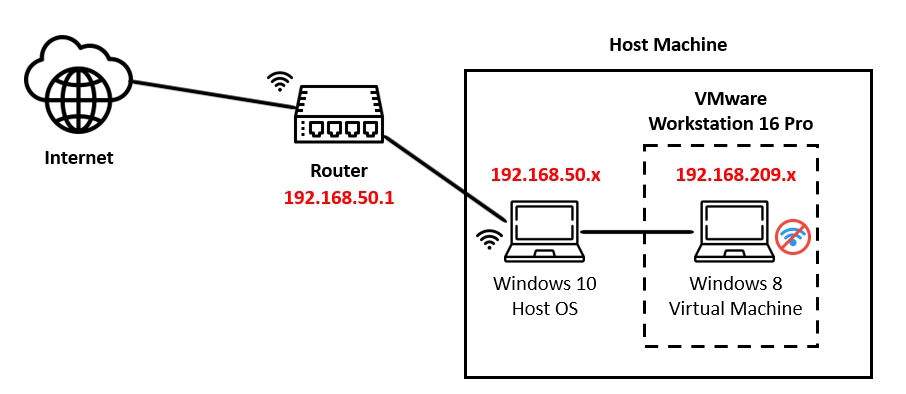 Host Machine
VMware
Workstation 16 Pro
Internet
Router
192.168.50.1
192.168.50.x
192.168.209.x
Windows 10
Host OS
Windows 8
Virtual Machine